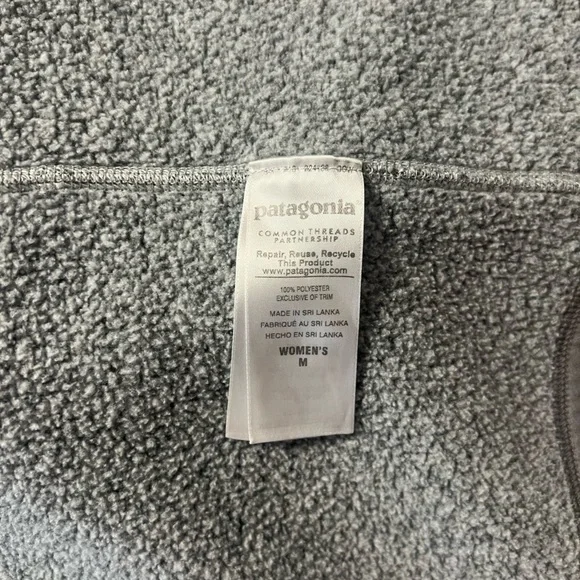 patagonia
COMMON THREADS
PARTNERSHIP
Repair, Reuse, Recycle
This Product
www.patagonia.com
100% POLYESTER
EXCLUSIVE OF TRIM
MADE IN SRI LANKA
FABRIQUÉ AU SRI LANKA
HECHO EN SRI LANKA
WOMEN'S
M